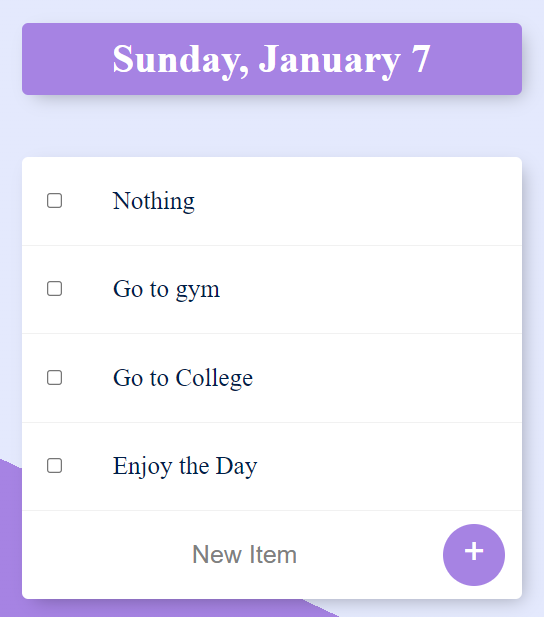 Sunday, January 7
Nothing
Go to gym
Go to College
Enjoy the Day
New Item
+